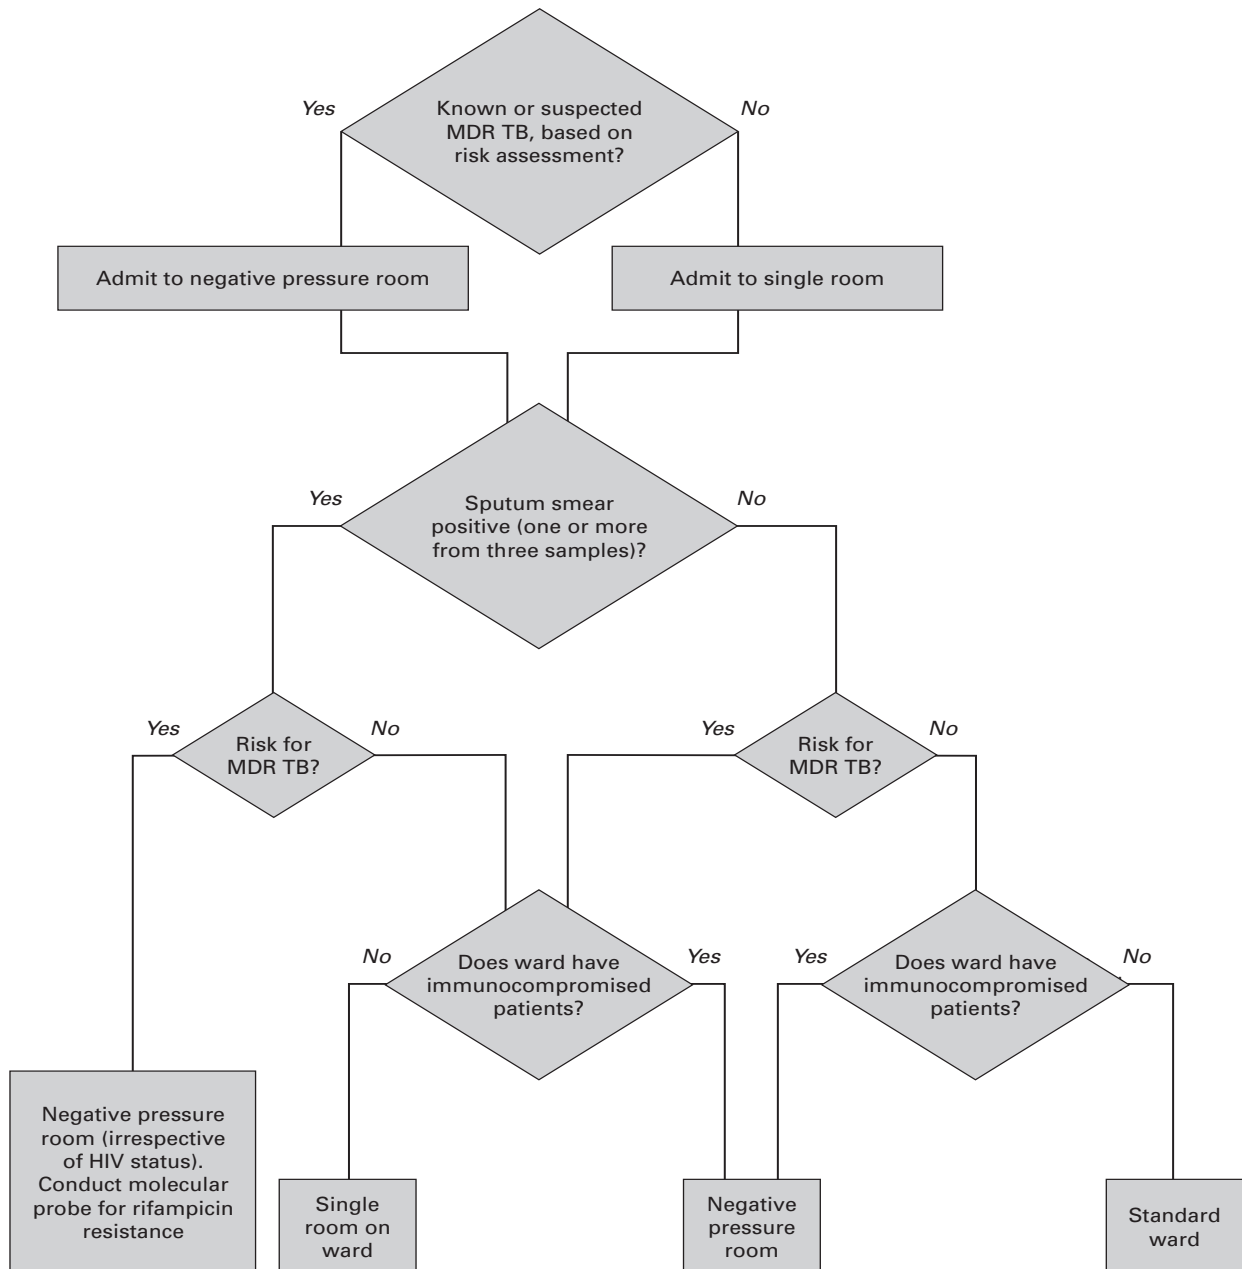 Yes
Known or suspected
MDR TB, based on
risk assessment?
No
Admit to negative pressure room
Admit to single room
Yes
Sputum smear
positive (one or more
from three samples)?
No
Yes
Risk for
MDR TB?
No
Yes
Risk for
MDR TB?
No
No
Does ward have
immunocompromised
patients?
Yes
Yes
Does ward have
immunocompromised
patients?
No
Negative pressure
room (irrespective
of HIV status).
Conduct molecular
probe for rifampicin
resistance
Single
room on
ward
Negative
pressure
room
Standard
ward